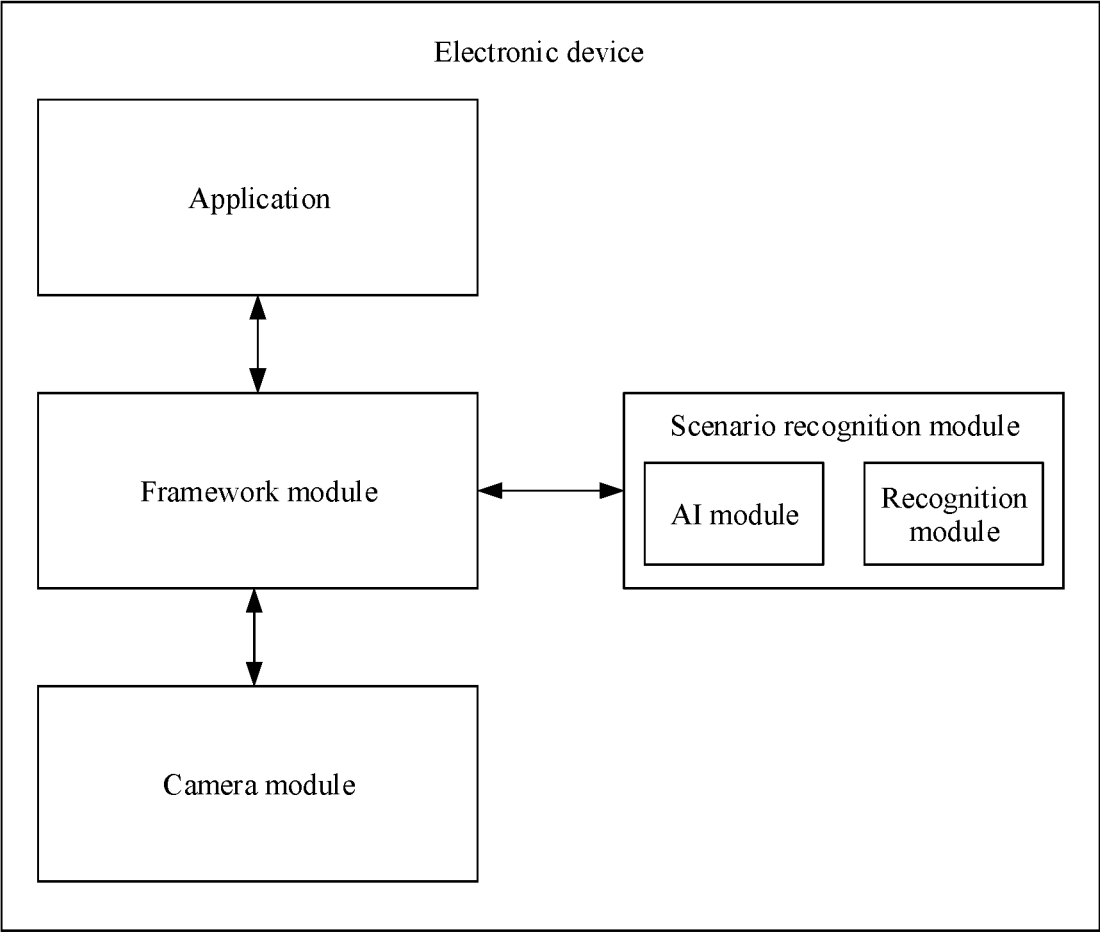 Electronic device
Application
Framework module
Scenario recognition module
AI module
Recognition
module
Camera module